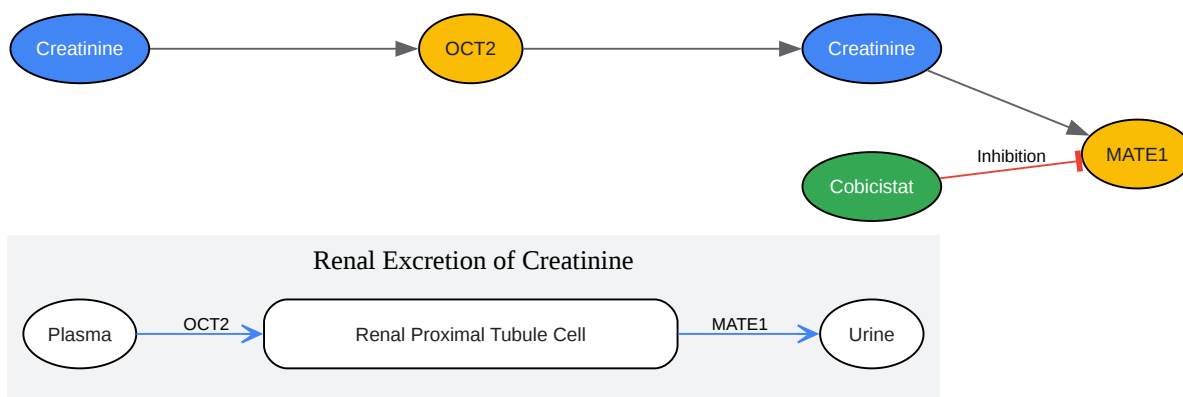 Creatinine
OCT2
Creatinine
MATE1
Inhibition
Cobicistat
Renal Excretion of Creatinine
Plasma
OCT2
Renal Proximal Tubule Cell
MATE1
Urine